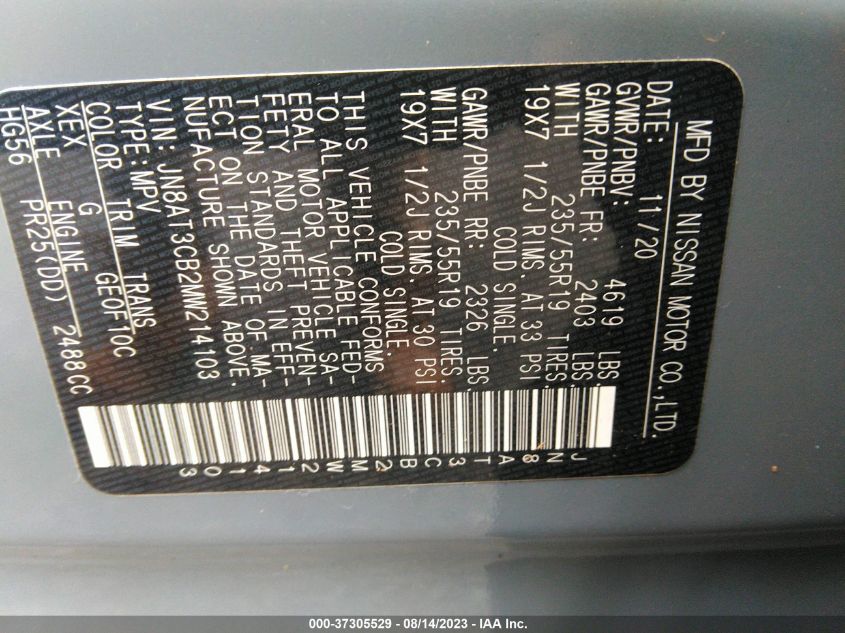 MFD BY NISSAN MOTOR CO.,LTD.
DATE: 11/20
GVWR/PNBV: 4619 LBS.
GAWR/PNBE FR: 2403 LBS.
WITH 235/55R19 TIRES.
19X7 1/2J RIMS. AT 33 PSI
COLD SINGLE.
GAWR/PNBE RR: 2326 LBS.
WITH 235/55R19 TIRES.
19X7 1/2J RIMS. AT 30 PSI
COLD SINGLE.
THIS VEHICLE CONFORMS
TO ALL APPLICABLE FED-
ERAL MOTOR VEHICLE SA-
FETY AND THEFT PREVEN-
TION STANDARDS IN EFF-
ECT ON THE DATE OF MA-
NUFACTURE SHOWN ABOVE.
VIN: JN8AT3CB2MW214103
TYPE: MPV
COLOR TRIM TRANS
XEX G GE0F10C
AXLE ENGINE
HG56 PR25(DD) 2488CC
JN8AT3CB2MW214103
000-37305529 - 08/14/2023 - © IAA Inc.